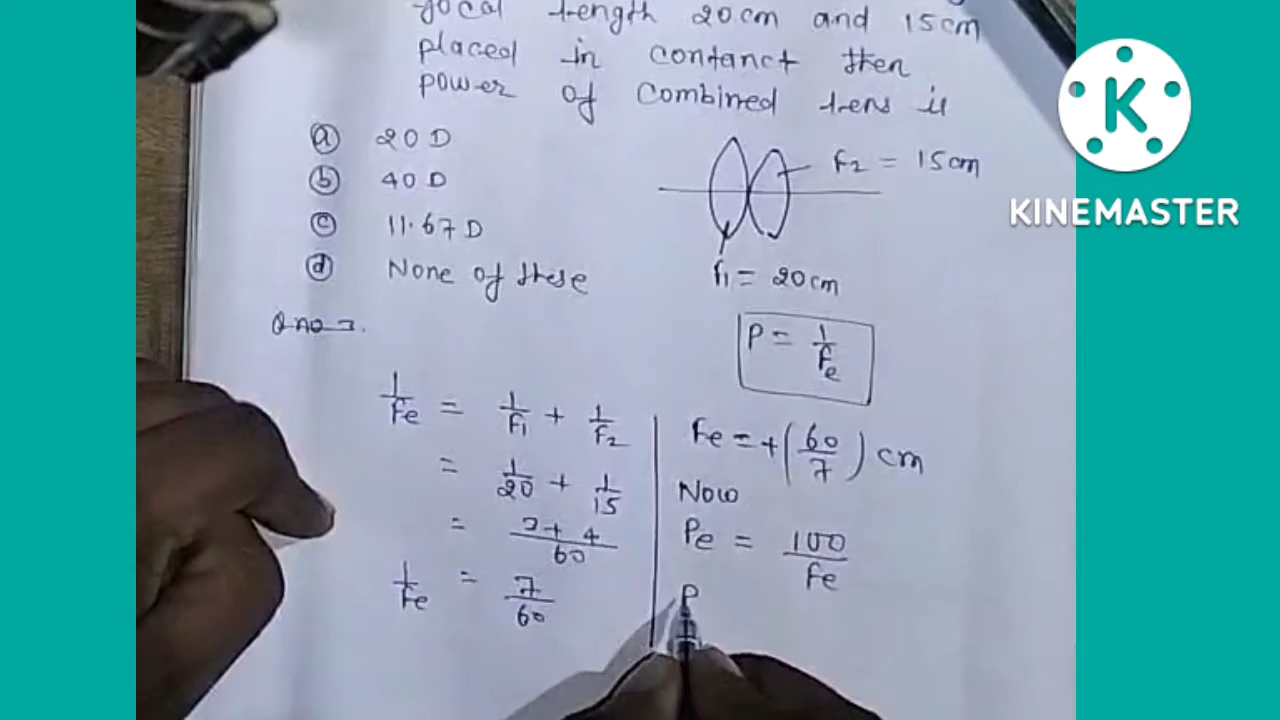 focal length 20cm and 15cm
placed in contanct then
power of combined lens is
ⓐ 20 D
ⓑ 40 D
ⓒ 11.67 D
ⓓ None of these
F2 = 15cm
F1 = 20cm
P = 1/Fe
1/Fe = 1/F1 + 1/F2
= 1/20 + 1/15
= 3+4/60
1/Fe = 7/60
Fe = +(60/7) cm
Now
Pe = 100/Fe
P
K
KINEMASTER